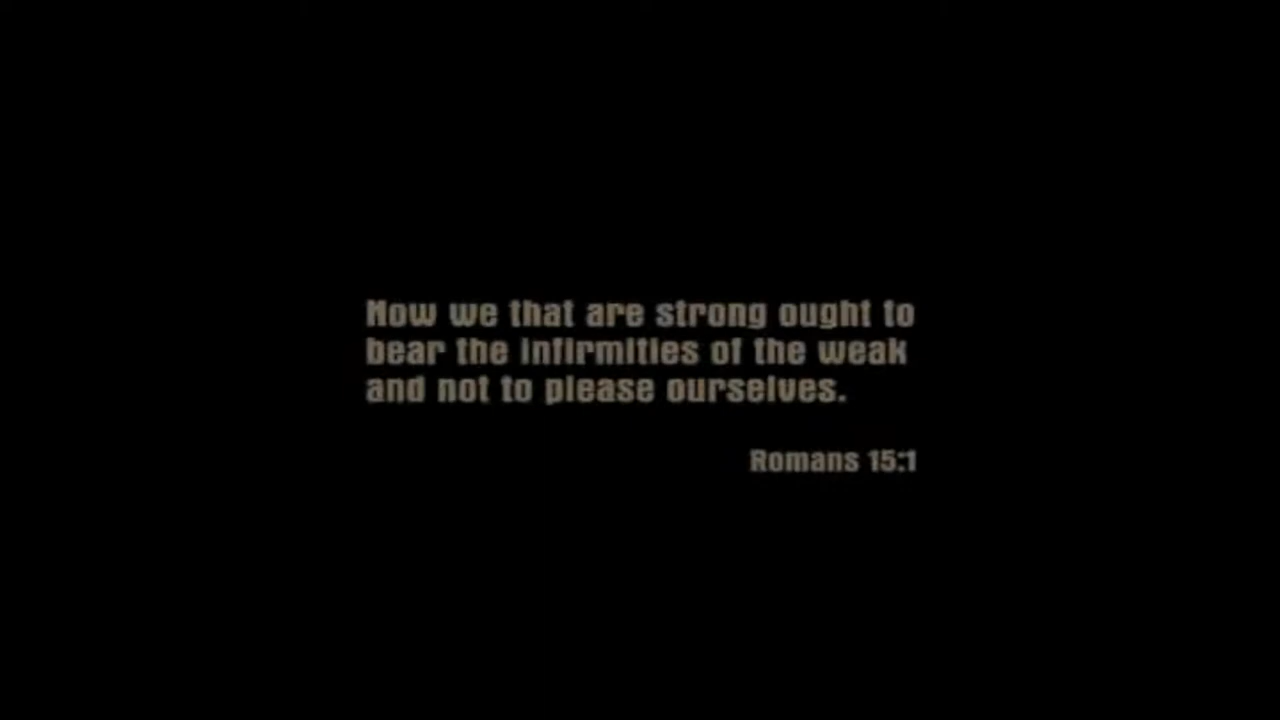 Now we that are strong ought to
bear the infirmities of the weak
and not to please ourselves.
Romans 15:1